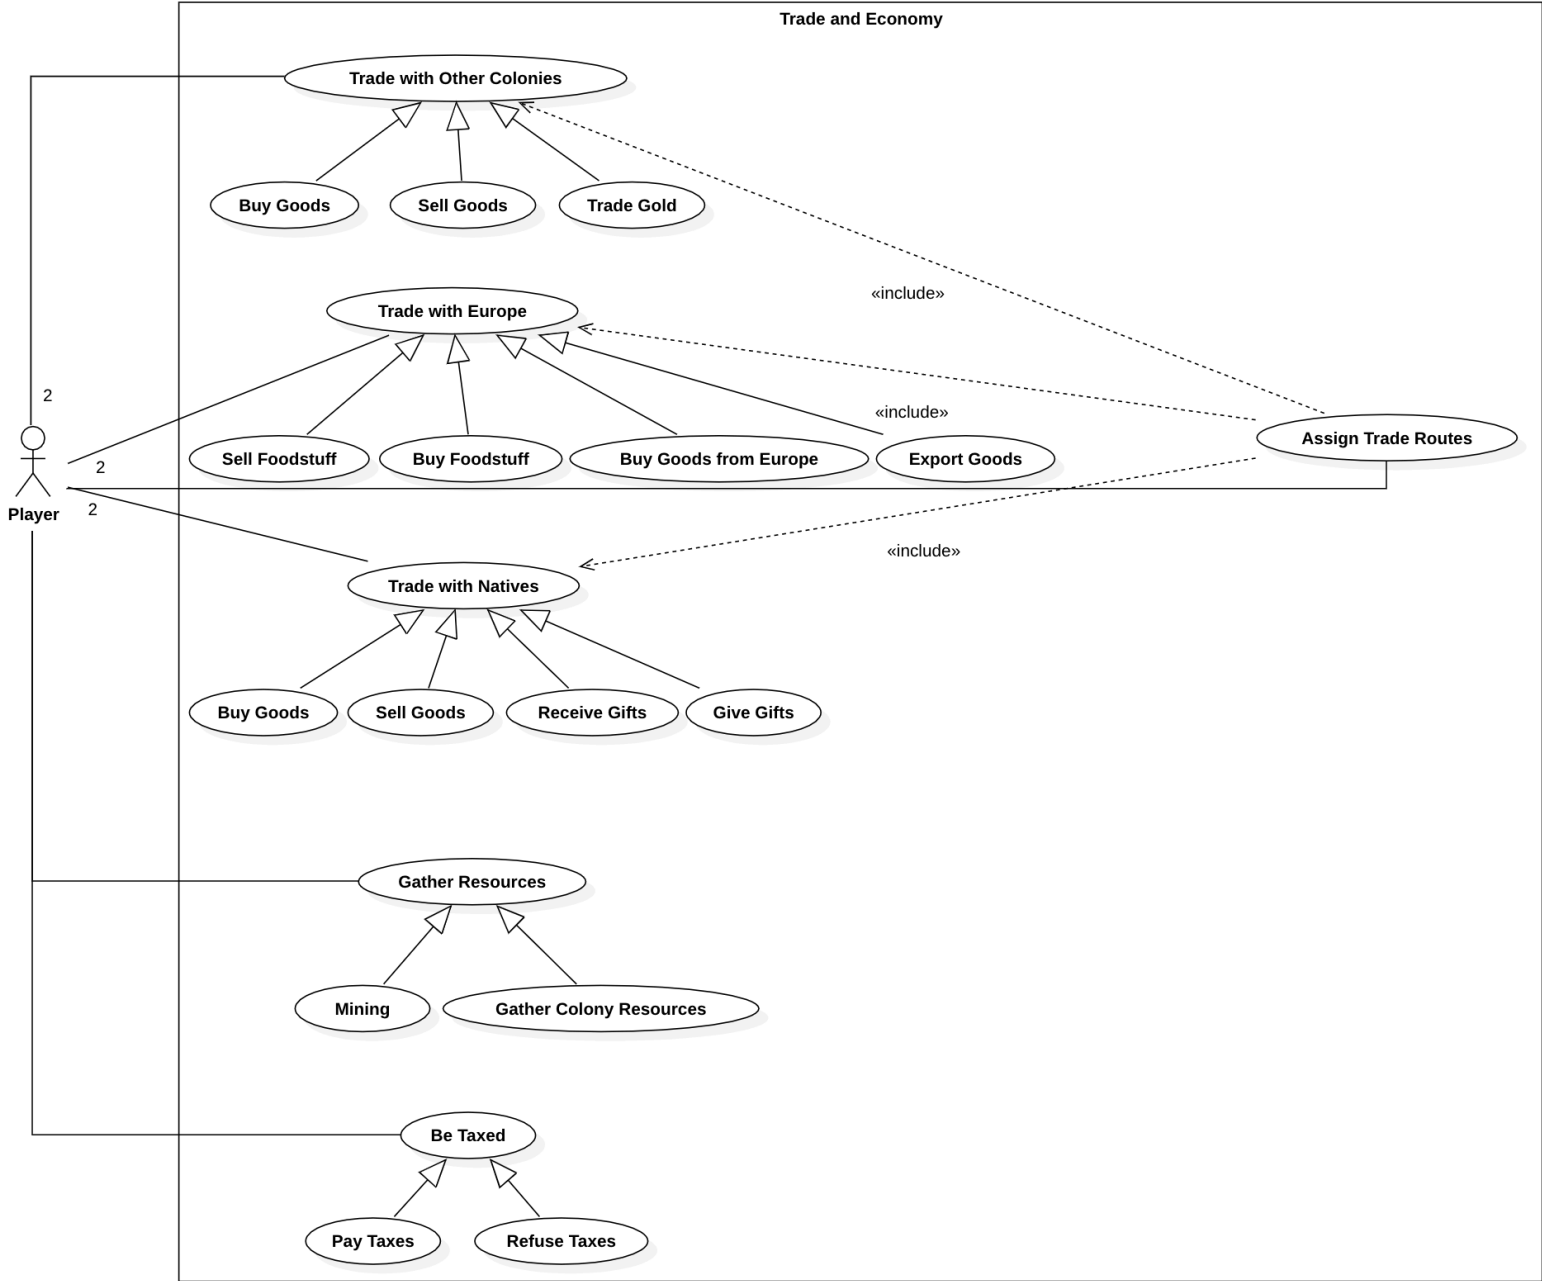 Trade and Economy
Trade with Other Colonies
Buy Goods
Sell Goods
Trade Gold
«include»
Trade with Europe
2
«include»
Sell Foodstuff
Buy Foodstuff
Buy Goods from Europe
Export Goods
Assign Trade Routes
2
2
Player
«include»
Trade with Natives
Buy Goods
Sell Goods
Receive Gifts
Give Gifts
Gather Resources
Mining
Gather Colony Resources
Be Taxed
Pay Taxes
Refuse Taxes